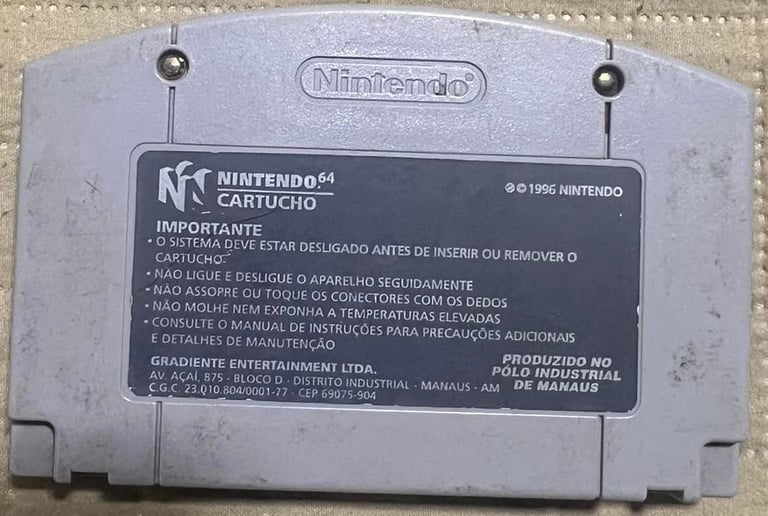 Nintendo®
NINTENDO 64
CARTUCHO
℗©1996 NINTENDO
IMPORTANTE
• O SISTEMA DEVE ESTAR DESLIGADO ANTES DE INSERIR OU REMOVER O
CARTUCHO.
• NÃO LIGUE E DESLIGUE O APARELHO SEGUIDAMENTE
• NÃO ASSOPRE OU TOQUE OS CONECTORES COM OS DEDOS
• NÃO MOLHE NEM EXPONHA A TEMPERATURAS ELEVADAS
• CONSULTE O MANUAL DE INSTRUÇÕES PARA PRECAUÇÕES ADICIONAIS
E DETALHES DE MANUTENÇÃO
GRADIENTE ENTERTAINMENT LTDA.
AV. AÇAÍ, 875 - BLOCO D - DISTRITO INDUSTRIAL - MANAUS - AM
C.G.C. 23.010.804/0001-77 - CEP 69075-904
PRODUZIDO NO
PÓLO INDUSTRIAL
DE MANAUS